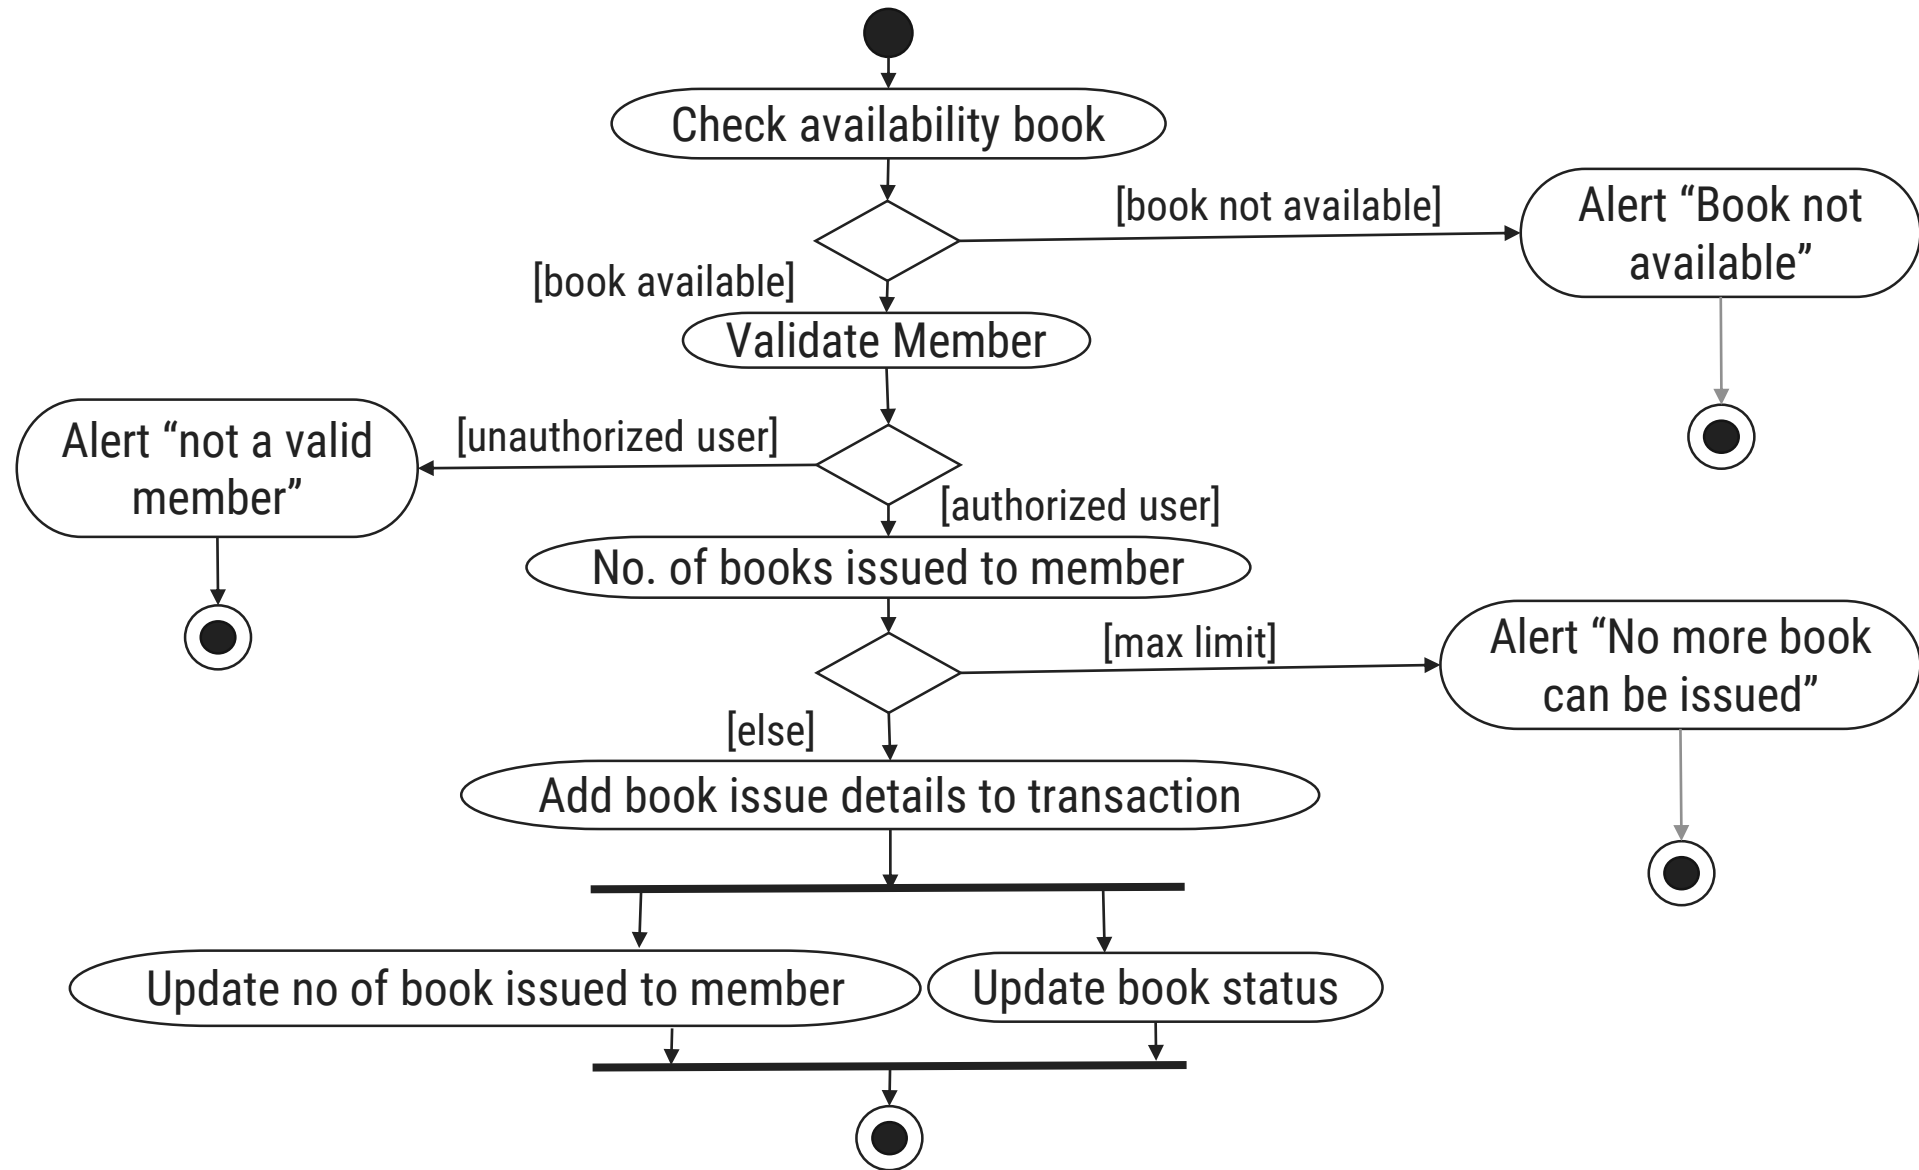 Check availability book
[book not available]
Alert “Book not
available”
[book available]
Validate Member
Alert “not a valid
member”
[unauthorized user]
[authorized user]
No. of books issued to member
[max limit]
Alert “No more book
can be issued”
[else]
Add book issue details to transaction
Update no of book issued to member
Update book status